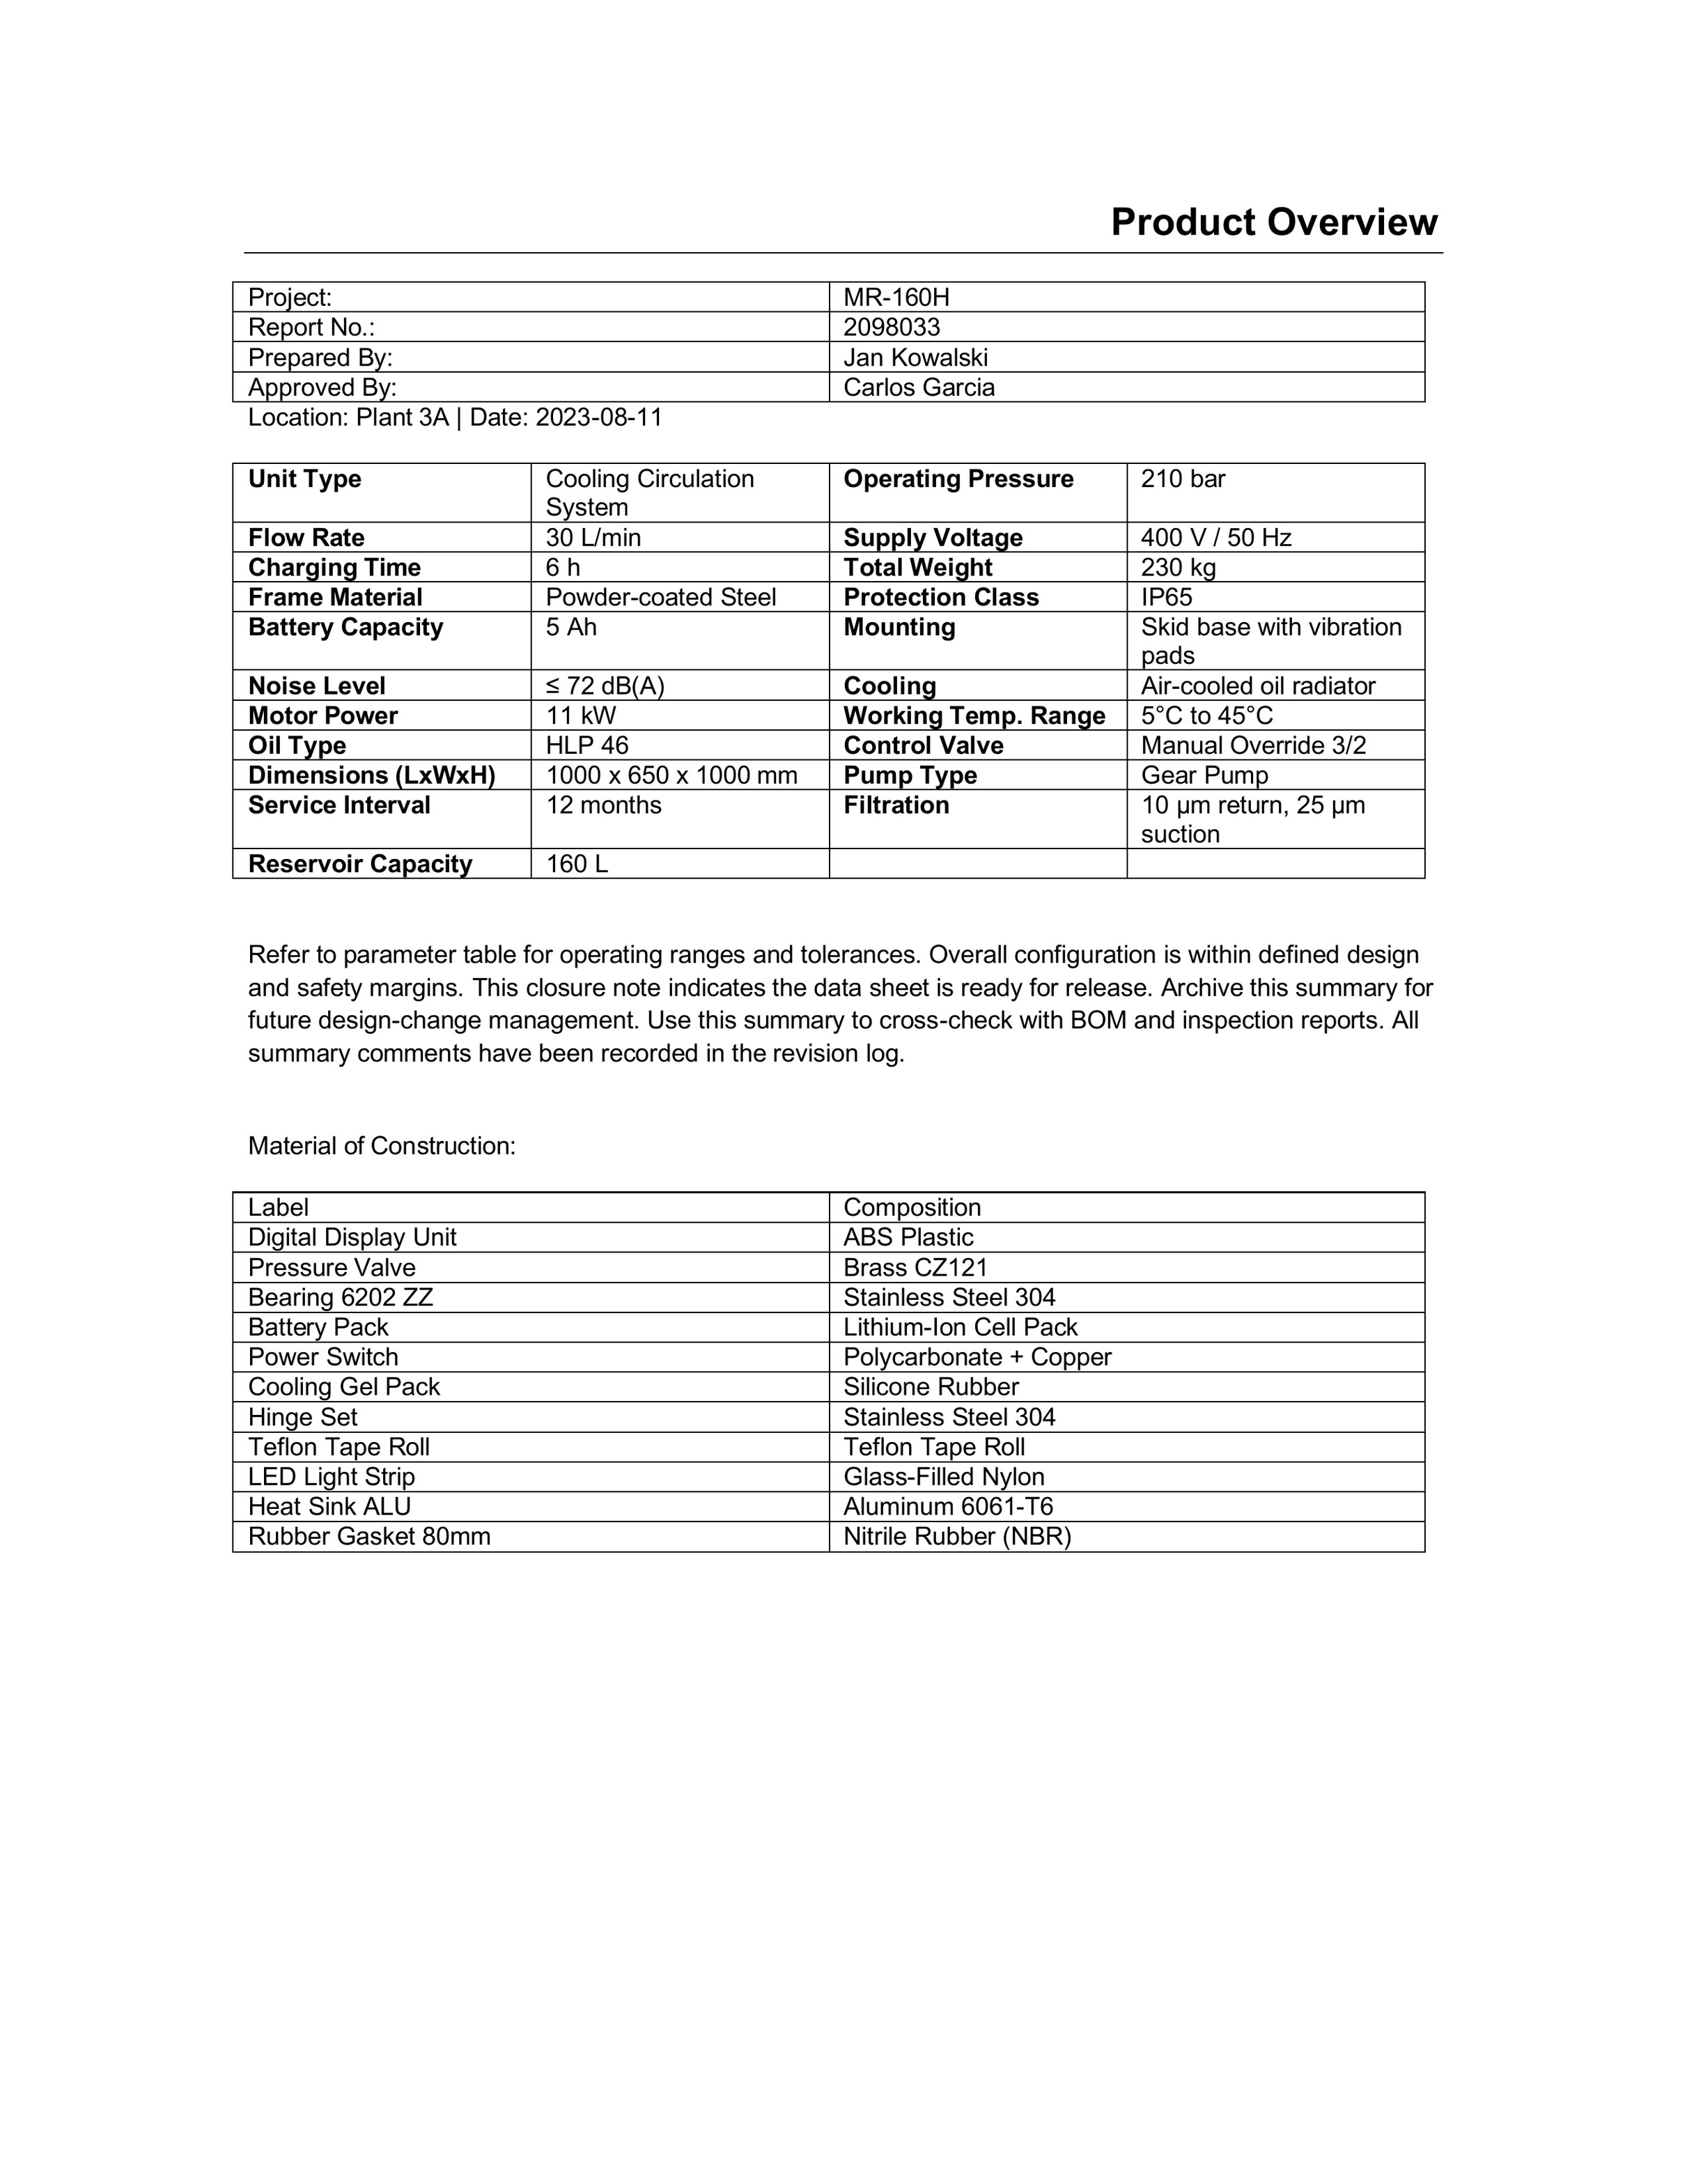 Product Overview
Project: MR-160H
Report No.: 2098033
Prepared By: Jan Kowalski
Approved By: Carlos Garcia
Location: Plant 3A | Date: 2023-08-11
Unit Type Cooling Circulation System Operating Pressure 210 bar
Flow Rate 30 L/min Supply Voltage 400 V / 50 Hz
Charging Time 6 h Total Weight 230 kg
Frame Material Powder-coated Steel Protection Class IP65
Battery Capacity 5 Ah Mounting Skid base with vibration pads
Noise Level ≤ 72 dB(A) Cooling Air-cooled oil radiator
Motor Power 11 kW Working Temp. Range 5°C to 45°C
Oil Type HLP 46 Control Valve Manual Override 3/2
Dimensions (LxWxH) 1000 x 650 x 1000 mm Pump Type Gear Pump
Service Interval 12 months Filtration 10 µm return, 25 µm suction
Reservoir Capacity 160 L
Refer to parameter table for operating ranges and tolerances. Overall configuration is within defined design
and safety margins. This closure note indicates the data sheet is ready for release. Archive this summary for
future design-change management. Use this summary to cross-check with BOM and inspection reports. All
summary comments have been recorded in the revision log.
Material of Construction:
Label Composition
Digital Display Unit ABS Plastic
Pressure Valve Brass CZ121
Bearing 6202 ZZ Stainless Steel 304
Battery Pack Lithium-Ion Cell Pack
Power Switch Polycarbonate + Copper
Cooling Gel Pack Silicone Rubber
Hinge Set Stainless Steel 304
Teflon Tape Roll Teflon Tape Roll
LED Light Strip Glass-Filled Nylon
Heat Sink ALU Aluminum 6061-T6
Rubber Gasket 80mm Nitrile Rubber (NBR)